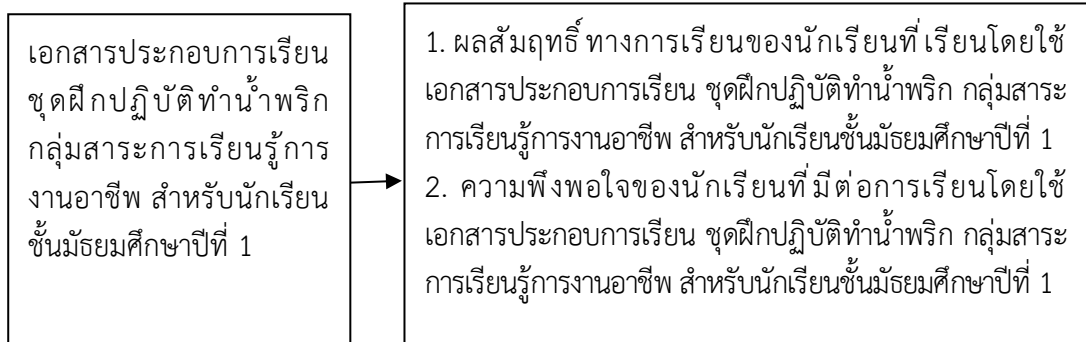 เอกสารประกอบการเรียน
ชุดฝึกปฏิบัติทำน้ำพริก
กลุ่มสาระการเรียนรู้การ
งานอาชีพ สำหรับนักเรียน
ชั้นมัธยมศึกษาปีที่ 1
1. ผลสัมฤทธิ์ทางการเรียนของนักเรียนที่เรียนโดยใช้
เอกสารประกอบการเรียน ชุดฝึกปฏิบัติทำน้ำพริก กลุ่มสาระ
การเรียนรู้การงานอาชีพ สำหรับนักเรียนชั้นมัธยมศึกษาปีที่ 1
2. ความพึงพอใจของนักเรียนที่มีต่อการเรียนโดยใช้
เอกสารประกอบการเรียน ชุดฝึกปฏิบัติทำน้ำพริก กลุ่มสาระ
การเรียนรู้การงานอาชีพ สำหรับนักเรียนชั้นมัธยมศึกษาปีที่ 1